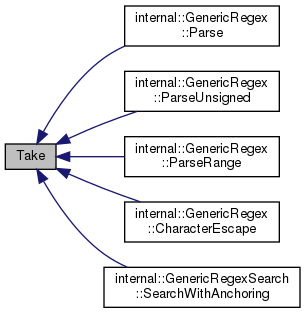 internal::GenericRegex
::Parse
internal::GenericRegex
::ParseUnsigned
Take
internal::GenericRegex
::ParseRange
internal::GenericRegex
::CharacterEscape
internal::GenericRegexSearch
::SearchWithAnchoring